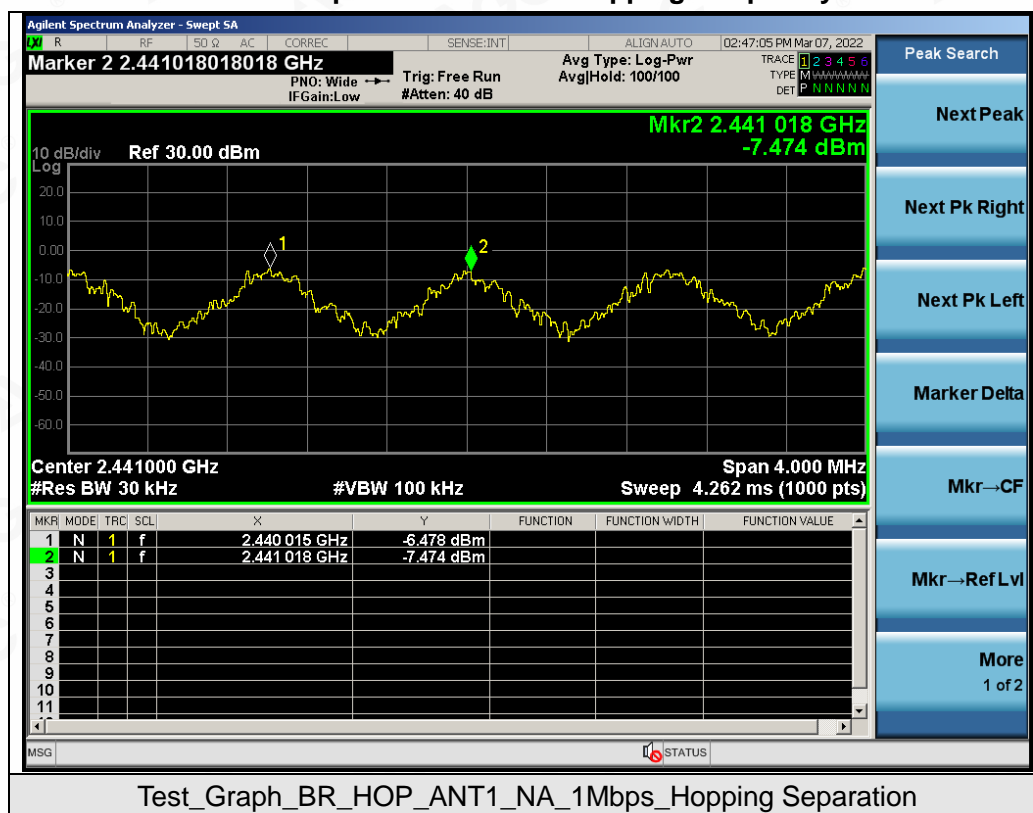 Agilent Spectrum Analyzer - Swept SA
LXI R RF 50 Ω AC CORREC SENSE:INT ALIGN AUTO 02:47:05 PM Mar 07, 2022
Marker 2 2.441018018018 GHz
PNO: Wide
IFGain:Low
Trig: Free Run
#Atten: 40 dB
Avg Type: Log-Pwr
Avg|Hold: 100/100
TRACE 1 2 3 4 5 6
TYPE M
DET P N N N N N
Peak Search
Mkr2 2.441 018 GHz
-7.474 dBm
10 dB/div Ref 30.00 dBm
Log
20.0
10.0
0.00
-10.0
-20.0
-30.0
-40.0
-50.0
-60.0
1
2
Center 2.441000 GHz Span 4.000 MHz
#Res BW 30 kHz #VBW 100 kHz Sweep 4.262 ms (1000 pts)
MKR MODE TRC SCL X Y FUNCTION FUNCTION WIDTH FUNCTION VALUE
1 N 1 f 2.440 015 GHz -6.478 dBm
2 N 1 f 2.441 018 GHz -7.474 dBm
3
4
5
6
7
8
9
10
11
Next Peak
Next Pk Right
Next Pk Left
Marker Delta
Mkr→CF
Mkr→Ref Lvl
More
1 of 2
MSG STATUS
Test_Graph_BR_HOP_ANT1_NA_1Mbps_Hopping Separation